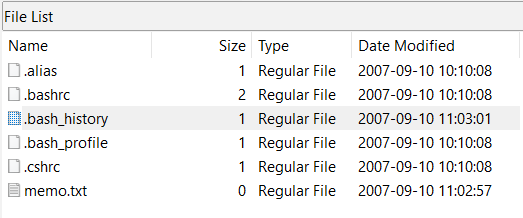 File List
Name Size Type Date Modified
.alias 1 Regular File 2007-09-10 10:10:08
.bashrc 2 Regular File 2007-09-10 10:10:08
.bash_history 1 Regular File 2007-09-10 11:03:01
.bash_profile 1 Regular File 2007-09-10 10:10:08
.cshrc 1 Regular File 2007-09-10 10:10:08
memo.txt 0 Regular File 2007-09-10 11:02:57